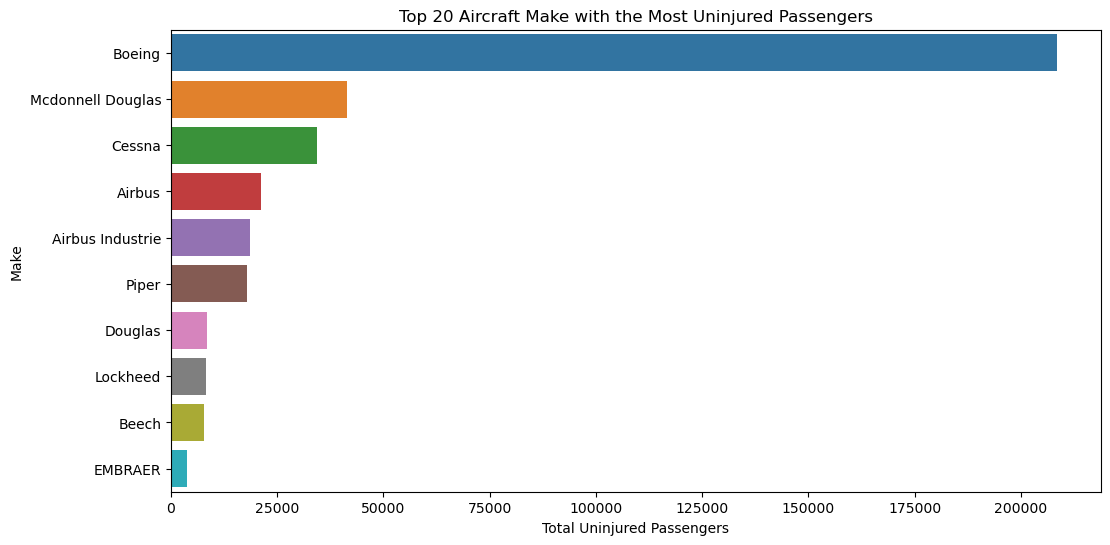 Top 20 Aircraft Make with the Most Uninjured Passengers
Make
Boeing
Mcdonnell Douglas
Cessna
Airbus
Airbus Industrie
Piper
Douglas
Lockheed
Beech
EMBRAER
0 25000 50000 75000 100000 125000 150000 175000 200000
Total Uninjured Passengers